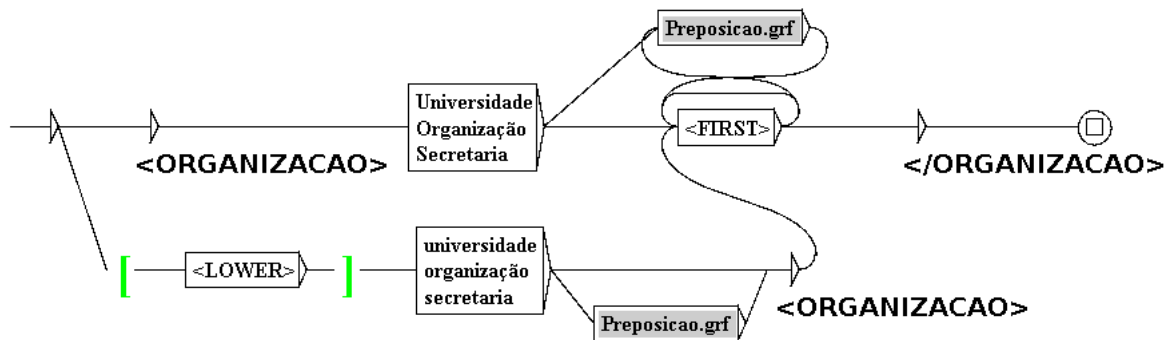 Preposicao.grf
Universidade
Organização
Secretaria
<FIRST>
<ORGANIZACAO>
</ORGANIZACAO>
[
<LOWER>
]
universidade
organização
secretaria
Preposicao.grf
<ORGANIZACAO>